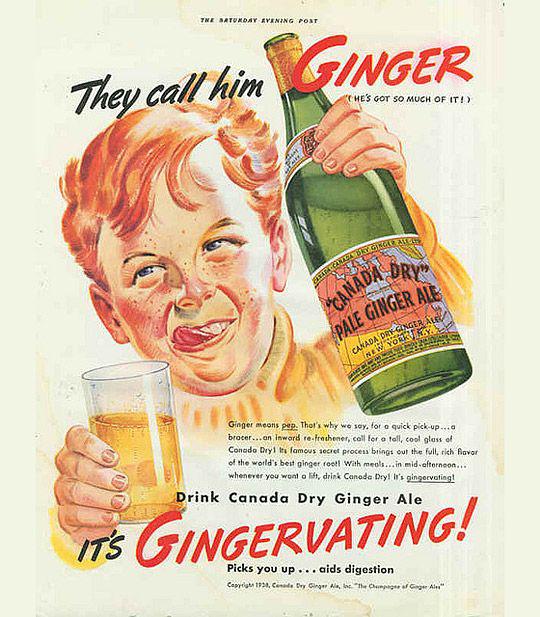 THE SATURDAY EVENING POST
They call him GINGER
(HE'S GOT SO MUCH OF IT!)
CANADA DRY GINGER ALE
"CANADA DRY"
PALE GINGER ALE
CANADA DRY GINGER ALE
NEW YORK, N.Y.
Ginger means pep. That's why we say, for a quick pick-up...a
bracer...an inward re-freshener, call for a tall, cool glass of
Canada Dry! Its famous secret process brings out the full, rich flavor
of the world's best ginger root! With meals...in mid-afternoon...
whenever you want a lift, drink Canada Dry! It's gingervating!
Drink Canada Dry Ginger Ale
IT'S GINGERVATING!
Picks you up...aids digestion
Copyright 1938, Canada Dry Ginger Ale, Inc. "The Champagne of Ginger Ales"